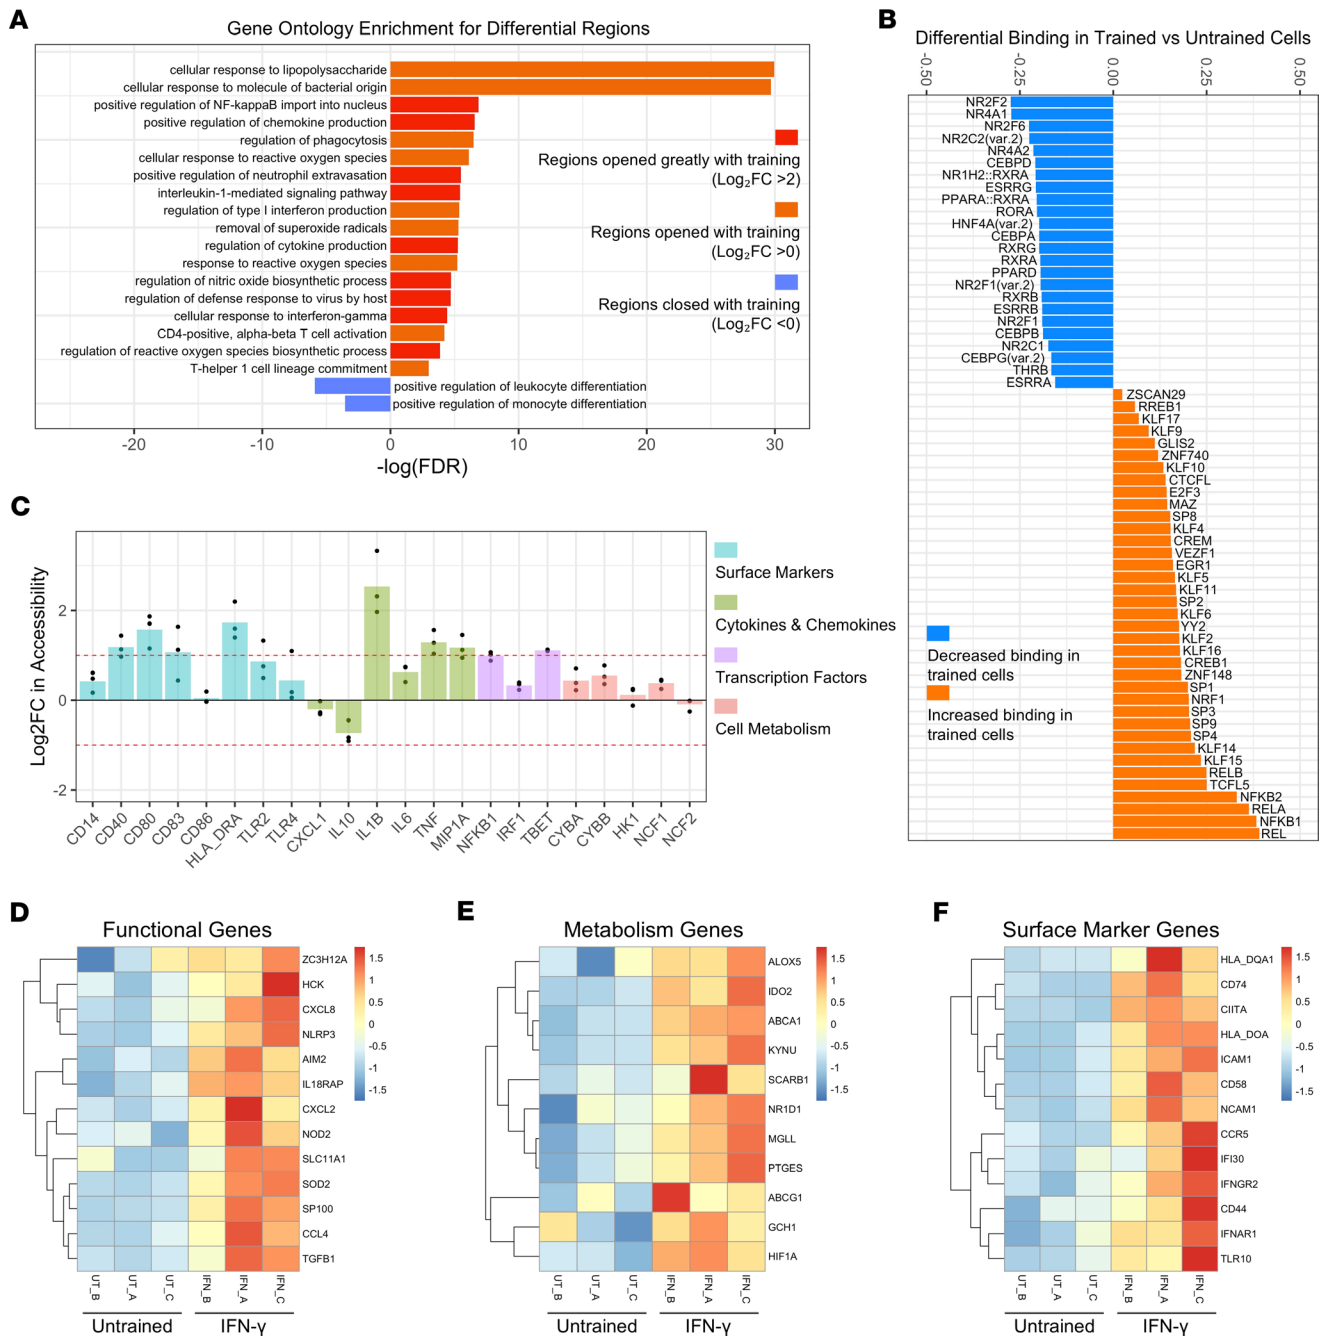 A
Gene Ontology Enrichment for Differential Regions
cellular response to lipopolysaccharide
cellular response to molecule of bacterial origin
positive regulation of NF-kappaB import into nucleus
positive regulation of chemokine production
regulation of phagocytosis
cellular response to reactive oxygen species
positive regulation of neutrophil extravasation
interleukin-1-mediated signaling pathway
regulation of type I interferon production
removal of superoxide radicals
regulation of cytokine production
response to reactive oxygen species
regulation of nitric oxide biosynthetic process
regulation of defense response to virus by host
cellular response to interferon-gamma
CD4-positive, alpha-beta T cell activation
regulation of reactive oxygen species biosynthetic process
T-helper 1 cell lineage commitment
positive regulation of leukocyte differentiation
positive regulation of monocyte differentiation
Regions opened greatly with training
(Log₂FC >2)
Regions opened with training
(Log₂FC >0)
Regions closed with training
(Log₂FC <0)
-20 -10 0 10 20 30
-log(FDR)
B
Differential Binding in Trained vs Untrained Cells
-0.50 -0.25 0.00 0.25 0.50
NR2F2
NR4A1
NR2F6
NR2C2(var.2)
NR4A2
CEBPD
NR1H2::RXRA
ESRRG
PPARA::RXRA
RORA
HNF4A(var.2)
CEBPA
RXRG
RXRA
PPARD
NR2F1(var.2)
RXRB
ESRRB
NR2F1
CEBPB
NR2C1
CEBPG(var.2)
THRB
ESRRA
ZSCAN29
RREB1
KLF17
KLF9
GLIS2
ZNF740
KLF10
CTCFL
E2F3
MAZ
SP8
KLF4
CREM
VEZF1
EGR1
KLF5
KLF11
SP2
KLF6
YY2
KLF2
KLF16
CREB1
ZNF148
SP1
NRF1
SP3
SP9
SP4
KLF14
KLF15
RELB
TCFL5
NFKB2
RELA
NFKB1
REL
Decreased binding in
trained cells
Increased binding in
trained cells
C
Log2FC in Accessibility
2
0
-2
CD14 CD40 CD80 CD83 CD86 HLA_DRA TLR2 TLR4 CXCL1 IL10 IL1B IL6 TNF MIP1A NFKB1 IRF1 TBET CYBA CYBB HK1 NCF1 NCF2
Surface Markers
Cytokines & Chemokines
Transcription Factors
Cell Metabolism
D
Functional Genes
ZC3H12A
HCK
CXCL8
NLRP3
AIM2
IL18RAP
CXCL2
NOD2
SLC11A1
SOD2
SP100
CCL4
TGFB1
1.5
1
0.5
0
-0.5
-1
-1.5
UT_B UT_A UT_C IFN_B IFN_A IFN_C
Untrained IFN-γ
E
Metabolism Genes
ALOX5
IDO2
ABCA1
KYNU
SCARB1
NR1D1
MGLL
PTGES
ABCG1
GCH1
HIF1A
1.5
1
0.5
0
-0.5
-1
-1.5
UT_B UT_A UT_C IFN_B IFN_A IFN_C
Untrained IFN-γ
F
Surface Marker Genes
HLA_DQA1
CD74
CIITA
HLA_DOA
ICAM1
CD58
NCAM1
CCR5
IFI30
IFNGR2
CD44
IFNAR1
TLR10
1.5
1
0.5
0
-0.5
-1
-1.5
UT_B UT_A UT_C IFN_B IFN_A IFN_C
Untrained IFN-γ